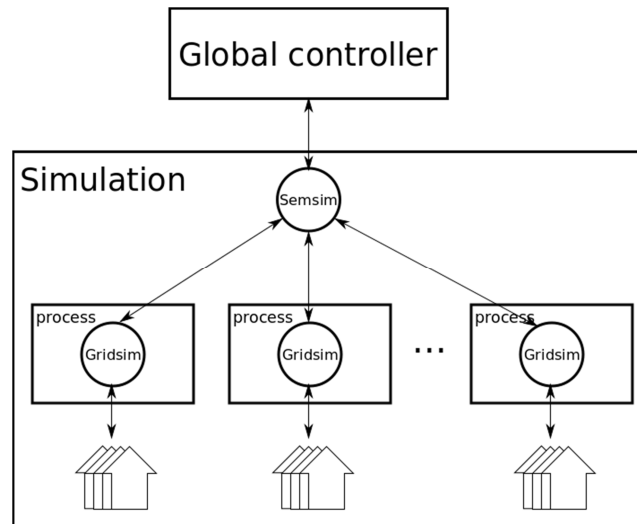 Global controller
Simulation
Semsim
process
process
process
Gridsim
Gridsim
...
Gridsim